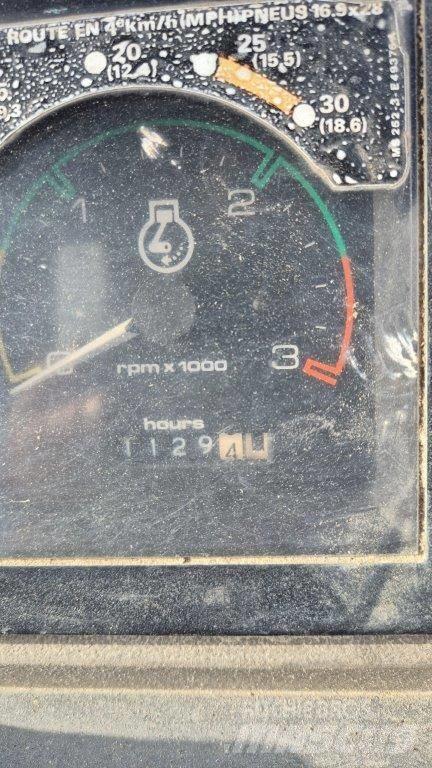 ROUTE EN 4e km/h (MPH) PNEUS 16.9x28
20 25
(15.5)
30
(18.6)
1 2
0 rpm x 1000 3
hours
1129 4